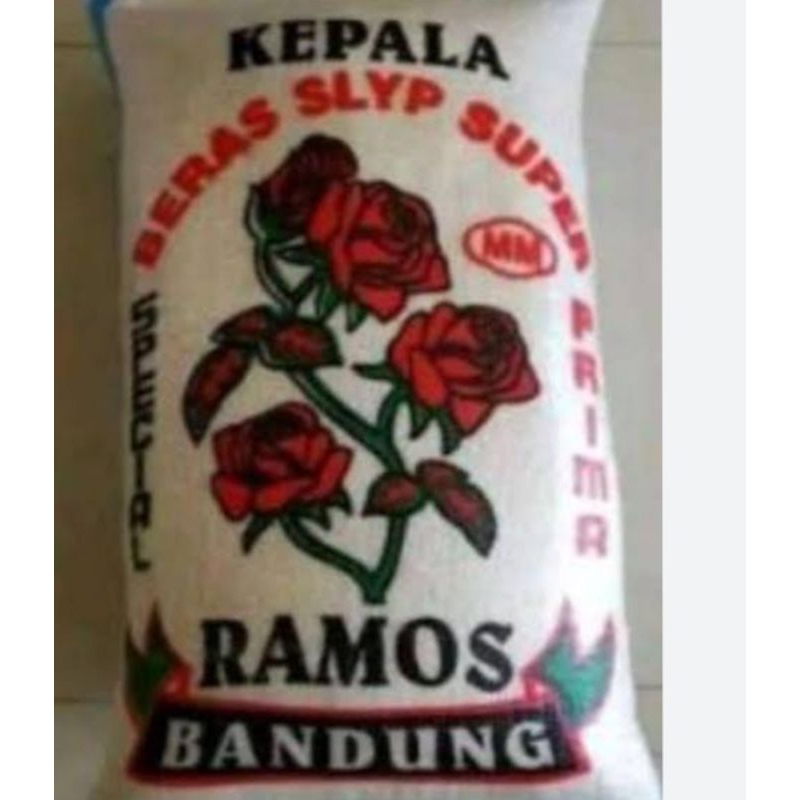 KEPALA
BERAS SLYP SUPER
MM
SPECIAL
PRIMA
RAMOS
BANDUNG